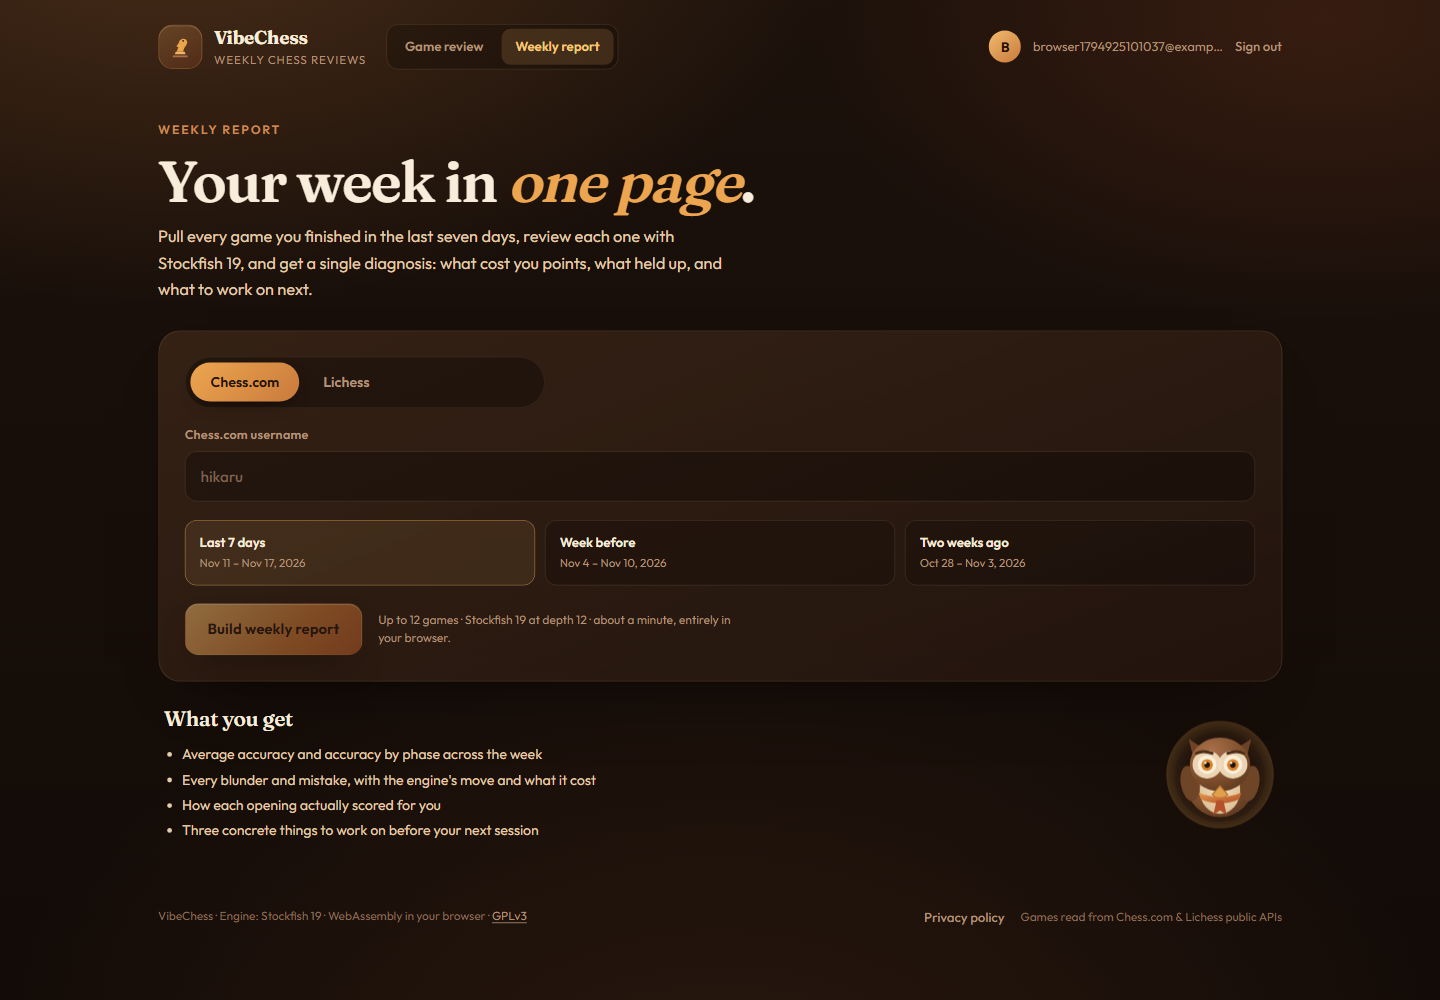 VibeChess
WEEKLY CHESS REVIEWS
Game review
Weekly report
B
browser1794925101037@examp...
Sign out
WEEKLY REPORT
Your week in one page.
Pull every game you finished in the last seven days, review each one with
Stockfish 19, and get a single diagnosis: what cost you points, what held up, and
what to work on next.
Chess.com
Lichess
Chess.com username
hikaru
Last 7 days
Nov 11 – Nov 17, 2026
Week before
Nov 4 – Nov 10, 2026
Two weeks ago
Oct 28 – Nov 3, 2026
Build weekly report
Up to 12 games · Stockfish 19 at depth 12 · about a minute, entirely in
your browser.
What you get
• Average accuracy and accuracy by phase across the week
• Every blunder and mistake, with the engine's move and what it cost
• How each opening actually scored for you
• Three concrete things to work on before your next session
VibeChess · Engine: Stockfish 19 · WebAssembly in your browser · GPLv3
Privacy policy
Games read from Chess.com & Lichess public APIs